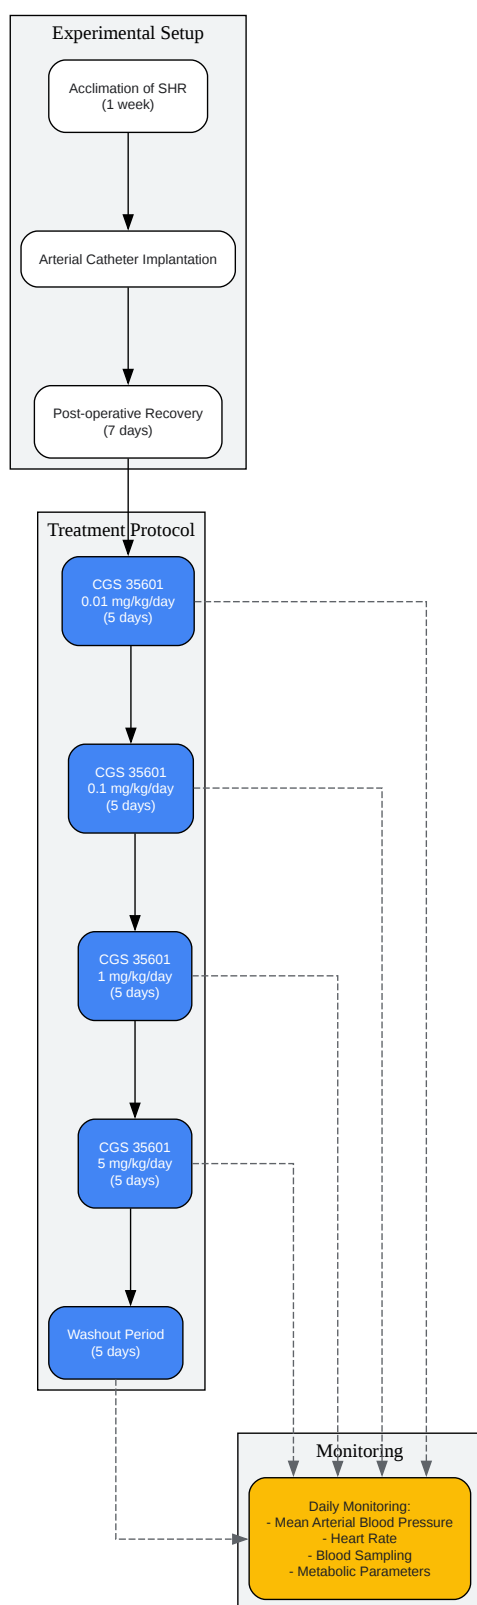 Experimental Setup
Acclimation of SHR
(1 week)
Arterial Catheter Implantation
Post-operative Recovery
(7 days)
Treatment Protocol
CGS 35601
0.01 mg/kg/day
(5 days)
CGS 35601
0.1 mg/kg/day
(5 days)
CGS 35601
1 mg/kg/day
(5 days)
CGS 35601
5 mg/kg/day
(5 days)
Washout Period
(5 days)
Monitoring
Daily Monitoring:
- Mean Arterial Blood Pressure
- Heart Rate
- Blood Sampling
- Metabolic Parameters